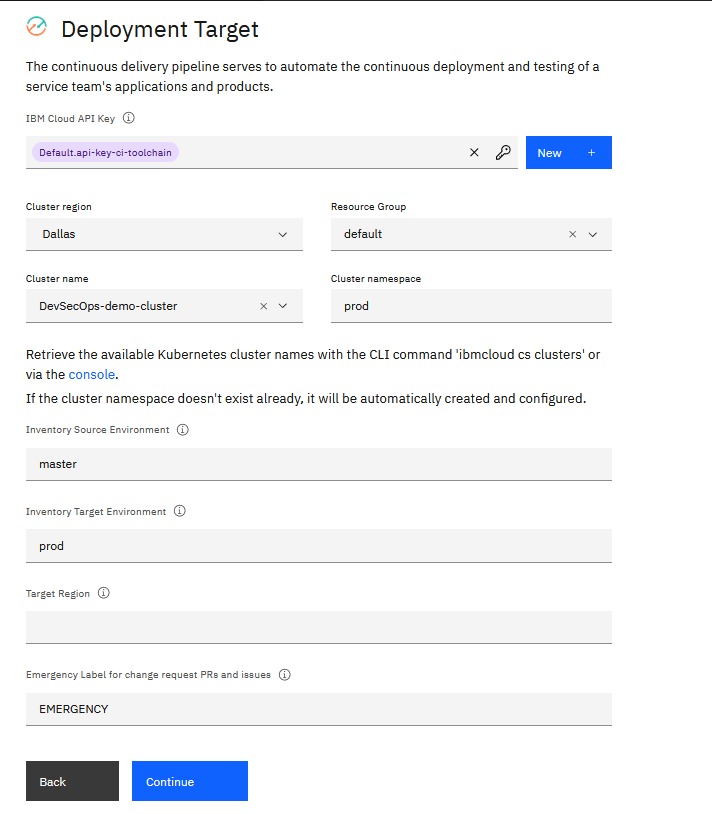 Deployment Target
The continuous delivery pipeline serves to automate the continuous deployment and testing of a
service team's applications and products.
IBM Cloud API Key
Default.api-key-ci-toolchain
New +
Cluster region
Dallas
Resource Group
default
Cluster name
DevSecOps-demo-cluster
Cluster namespace
prod
Retrieve the available Kubernetes cluster names with the CLI command 'ibmcloud cs clusters' or
via the console.
If the cluster namespace doesn't exist already, it will be automatically created and configured.
Inventory Source Environment
master
Inventory Target Environment
prod
Target Region
Emergency Label for change request PRs and issues
EMERGENCY
Back
Continue